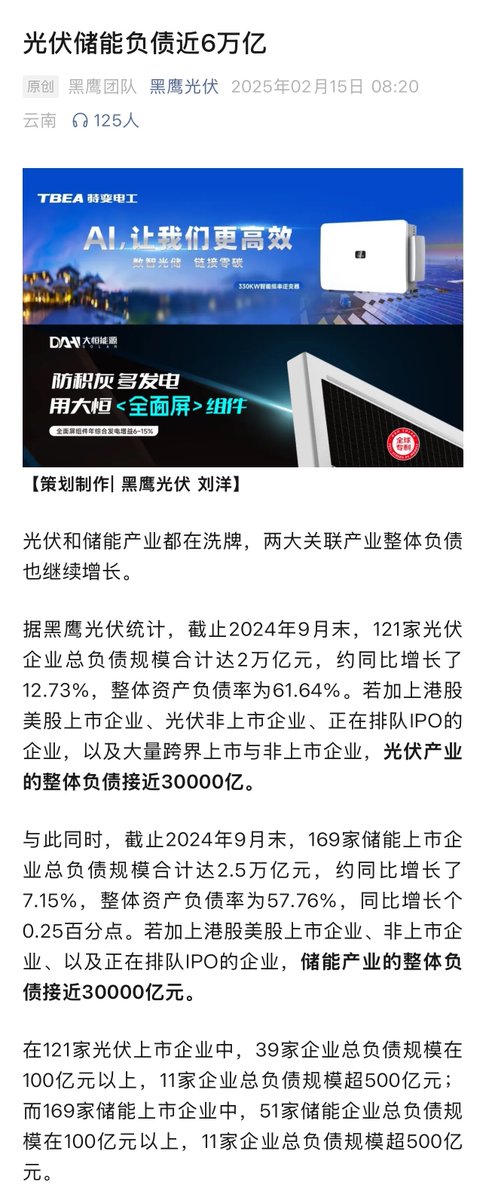 光伏储能负债近6万亿
原创 黑鹰团队 黑鹰光伏 2025年02月15日 08:20
云南 125人
TBEA 特变电工
AI,让我们更高效
数智光储 链接零碳
330KW智能组串逆变器
DAH 大恒能源
SOLAR
防积灰 多发电
用大恒<全面屏>组件
全面屏组件年综合发电增益6-15%
全球
专利
【策划制作| 黑鹰光伏 刘洋】
光伏和储能产业都在洗牌，两大关联产业整体负债
也继续增长。
据黑鹰光伏统计，截止2024年9月末，121家光伏
企业总负债规模合计达2万亿元，约同比增长了
12.73%，整体资产负债率为61.64%。若加上港股
美股上市企业、光伏非上市企业、正在排队IPO的
企业，以及大量跨界上市与非上市企业，光伏产业
的整体负债接近30000亿。
与此同时，截止2024年9月末，169家储能上市企
业总负债规模合计达2.5万亿元，约同比增长了
7.15%，整体资产负债率为57.76%，同比增长个
0.25百分点。若加上港股美股上市企业、非上市企
业、以及正在排队IPO的企业，储能产业的整体负
债接近30000亿元。
在121家光伏上市企业中，39家企业总负债规模在
100亿元以上，11家企业总负债规模超500亿元；
而169家储能上市企业中，51家储能企业总负债规
模在100亿元以上，11家企业总负债规模超500亿
元。